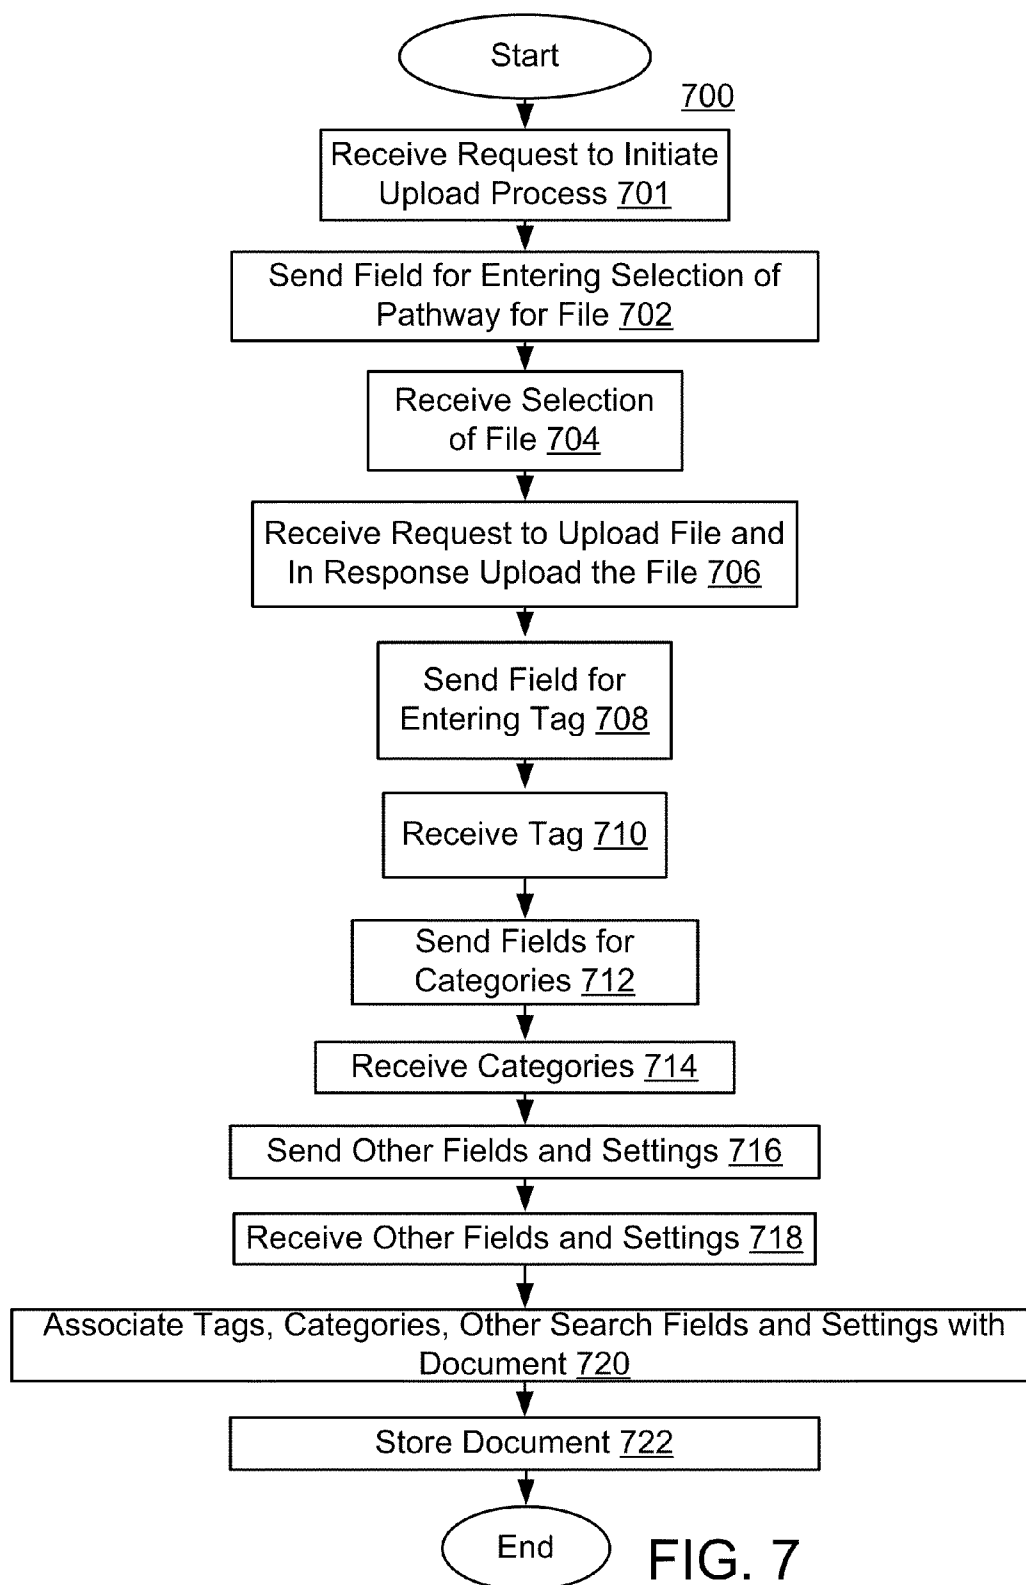 Start
700
Receive Request to Initiate
Upload Process 701
Send Field for Entering Selection of
Pathway for File 702
Receive Selection
of File 704
Receive Request to Upload File and
In Response Upload the File 706
Send Field for
Entering Tag 708
Receive Tag 710
Send Fields for
Categories 712
Receive Categories 714
Send Other Fields and Settings 716
Receive Other Fields and Settings 718
Associate Tags, Categories, Other Search Fields and Settings with
Document 720
Store Document 722
End
FIG. 7